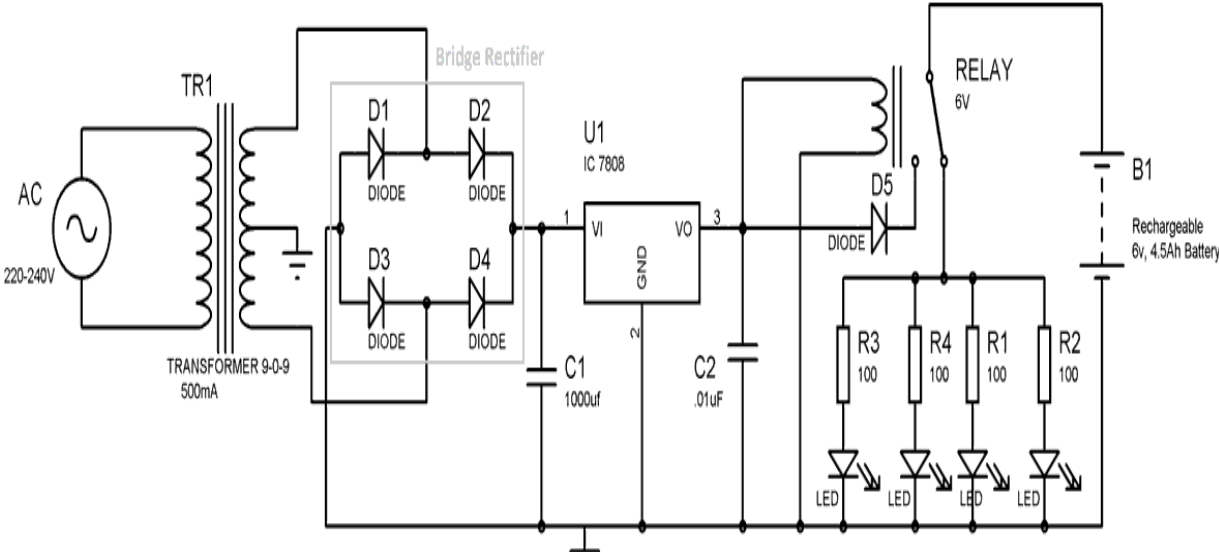 Bridge Rectifier
TR1
AC
220-240V
TRANSFORMER 9-0-9
500mA
D1
DIODE
D2
DIODE
D3
DIODE
D4
DIODE
C1
1000uf
U1
IC 7808
1
VI
VO
3
GND
2
C2
.01uF
RELAY
6V
D5
DIODE
B1
Rechargeable
6v, 4.5Ah Battery
R3
100
R4
100
R1
100
R2
100
LED
LED
LED
LED